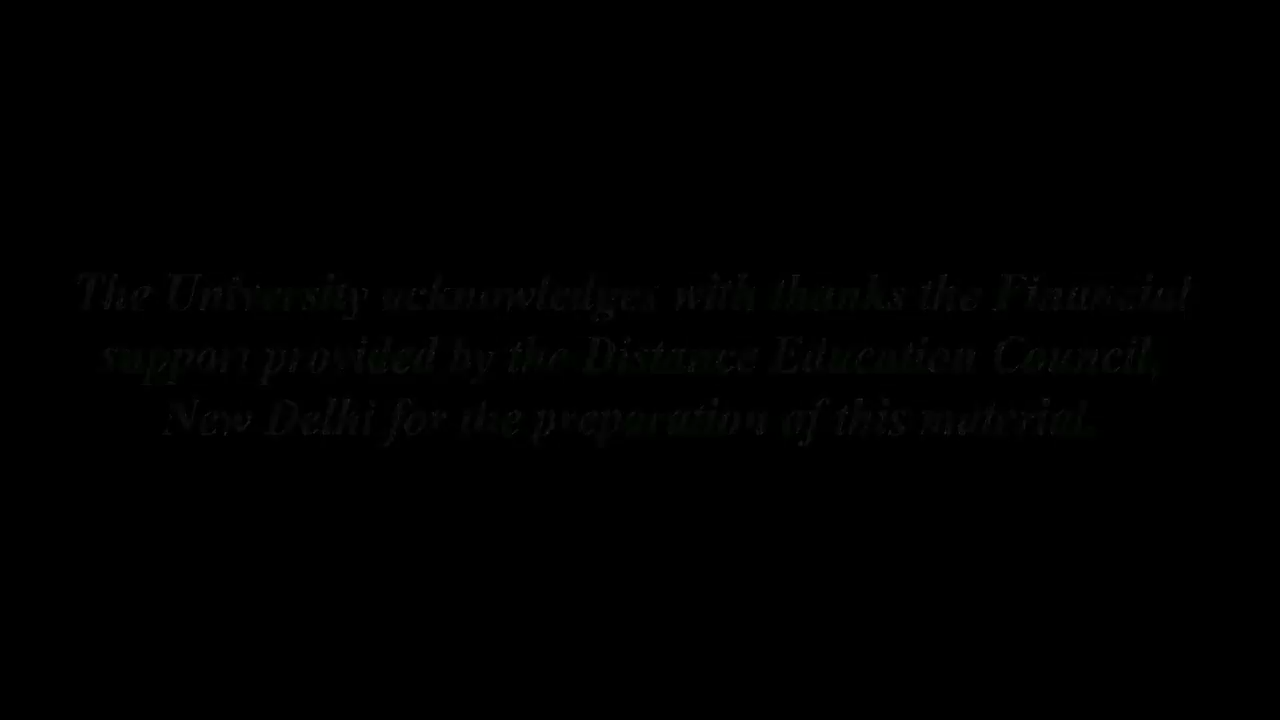 The University acknowledges with thanks the Financial
support provided by the Distance Education Council,
New Delhi for the preparation of this material.